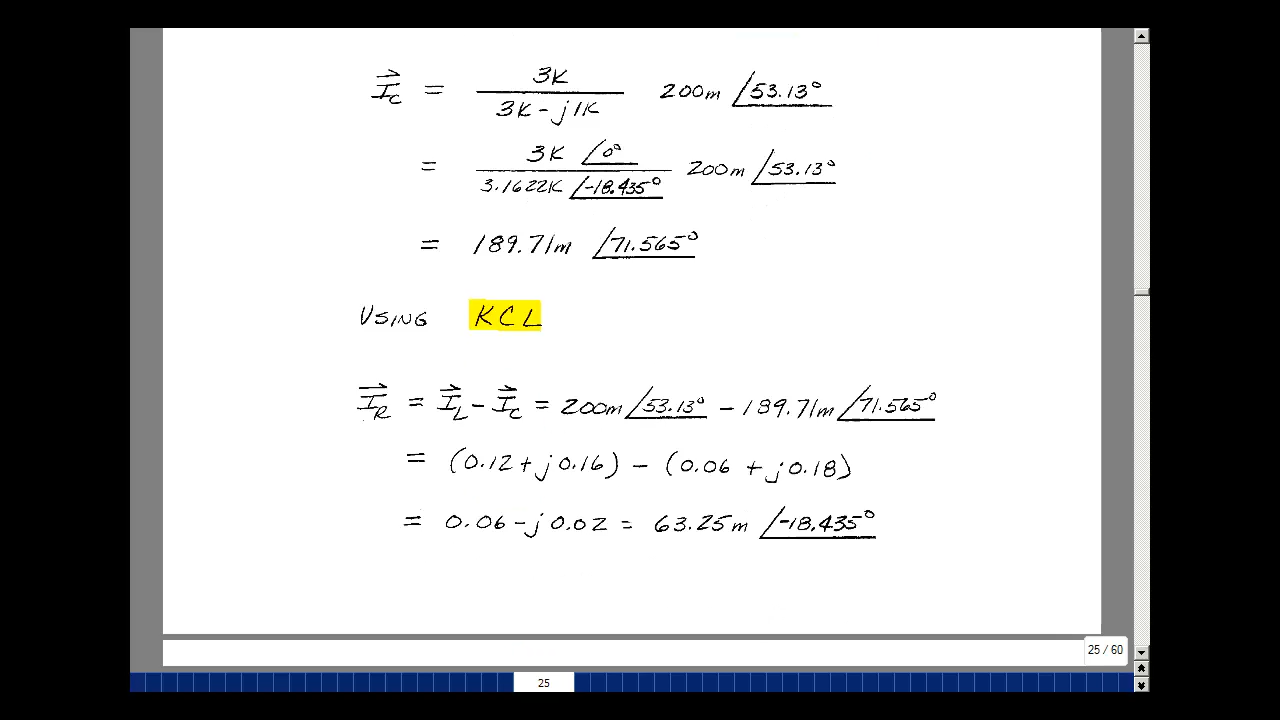 I⃗C = 3K / (3K - j1K) 200m /53.13°
= 3K /0° / 3.1622K /-18.435° 200m /53.13°
= 189.71m /71.565°
USING KCL
I⃗R = I⃗L - I⃗C = 200m /53.13° - 189.71m /71.565°
= (0.12 + j0.16) - (0.06 + j0.18)
= 0.06 - j0.02 = 63.25m /-18.435°
25 / 60
25